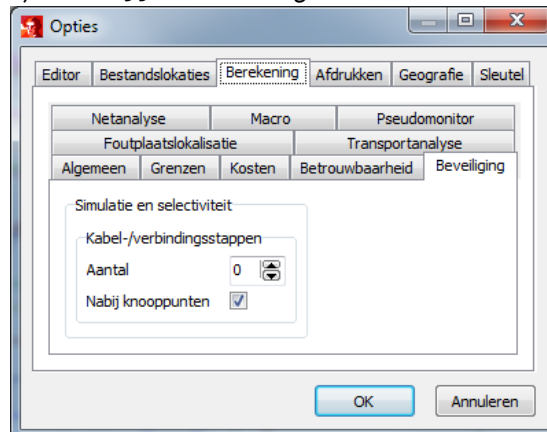 Opties
Editor Bestandslokaties Berekening Afdrukken Geografie Sleutel
Netanalyse Macro Pseudomonitor
Foutplaatslokalisatie Transportanalyse
Algemeen Grenzen Kosten Betrouwbaarheid Beveiliging
Simulatie en selectiviteit
Kabel-/verbindingsstappen
Aantal 0
Nabij knooppunten
OK Annuleren